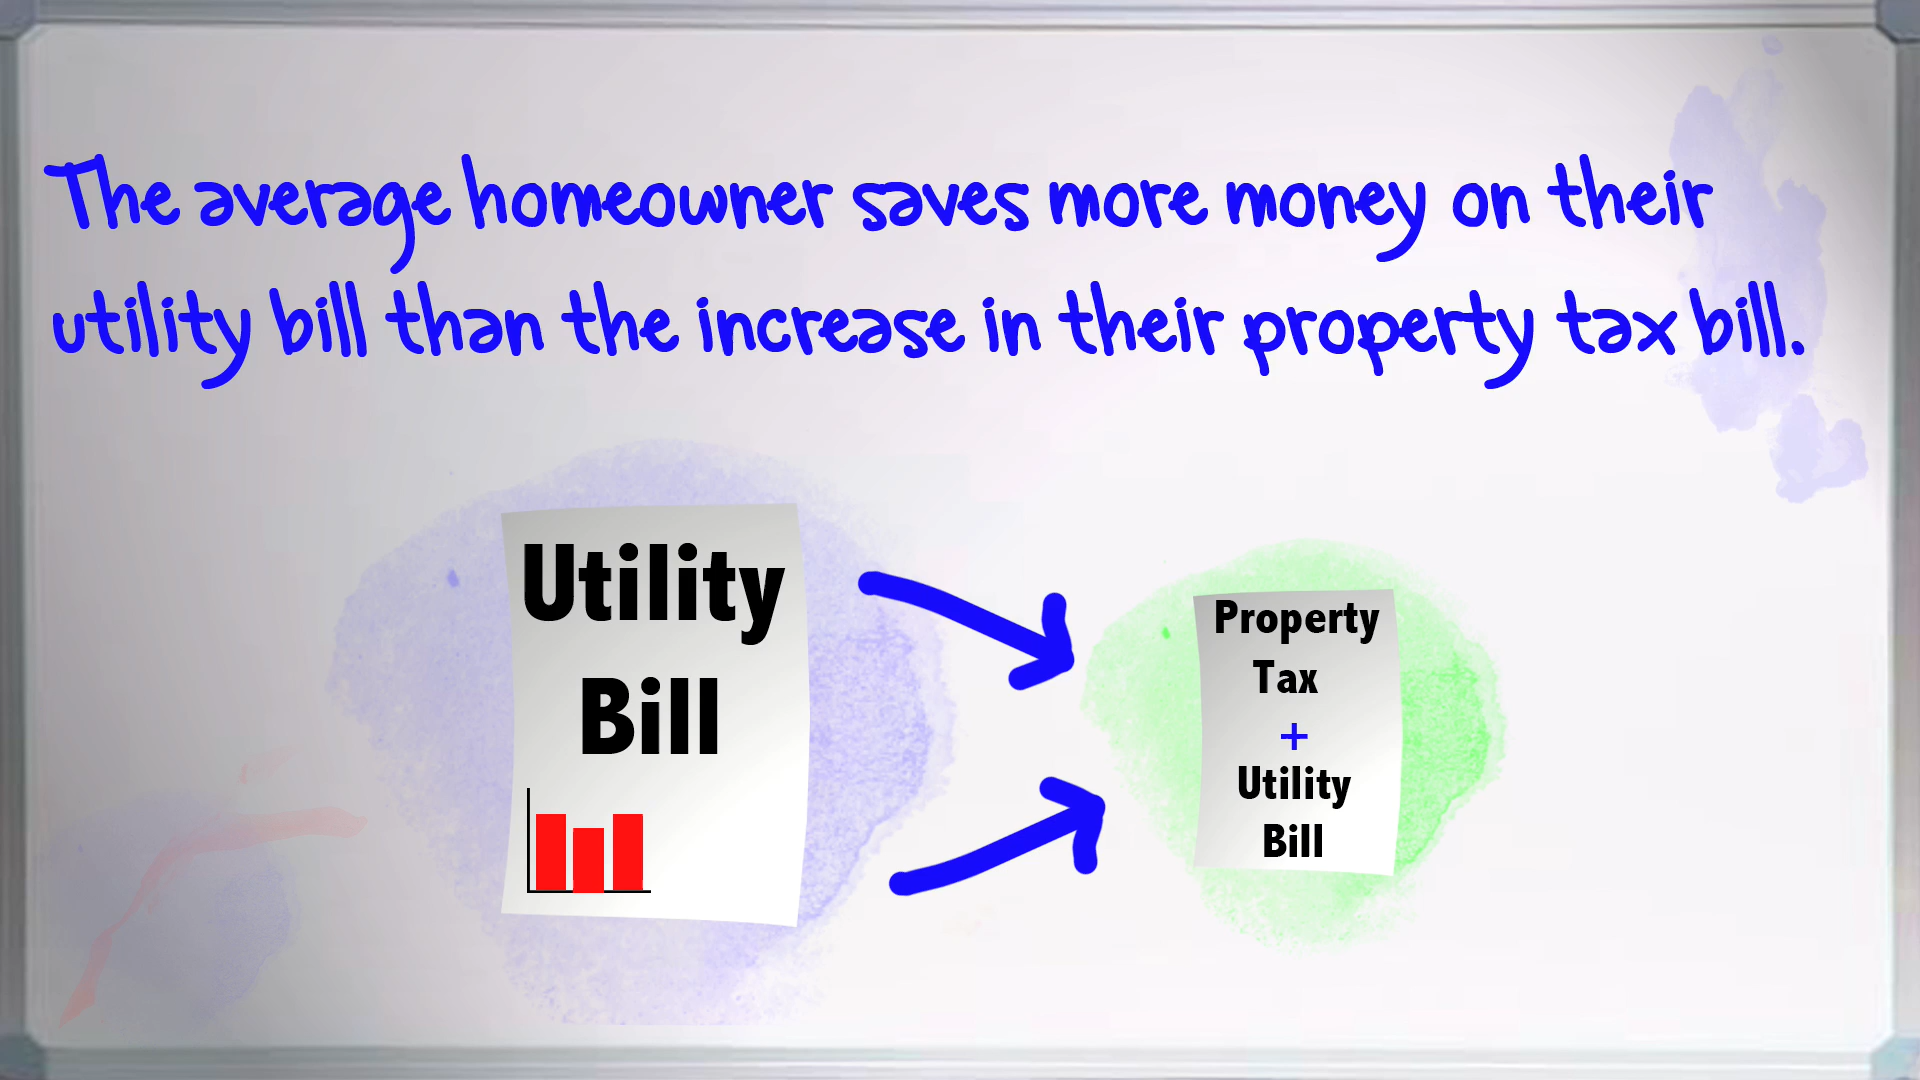 The average homeowner saves more money on their
utility bill than the increase in their property tax bill.
Utility
Bill
Property
Tax
+
Utility
Bill